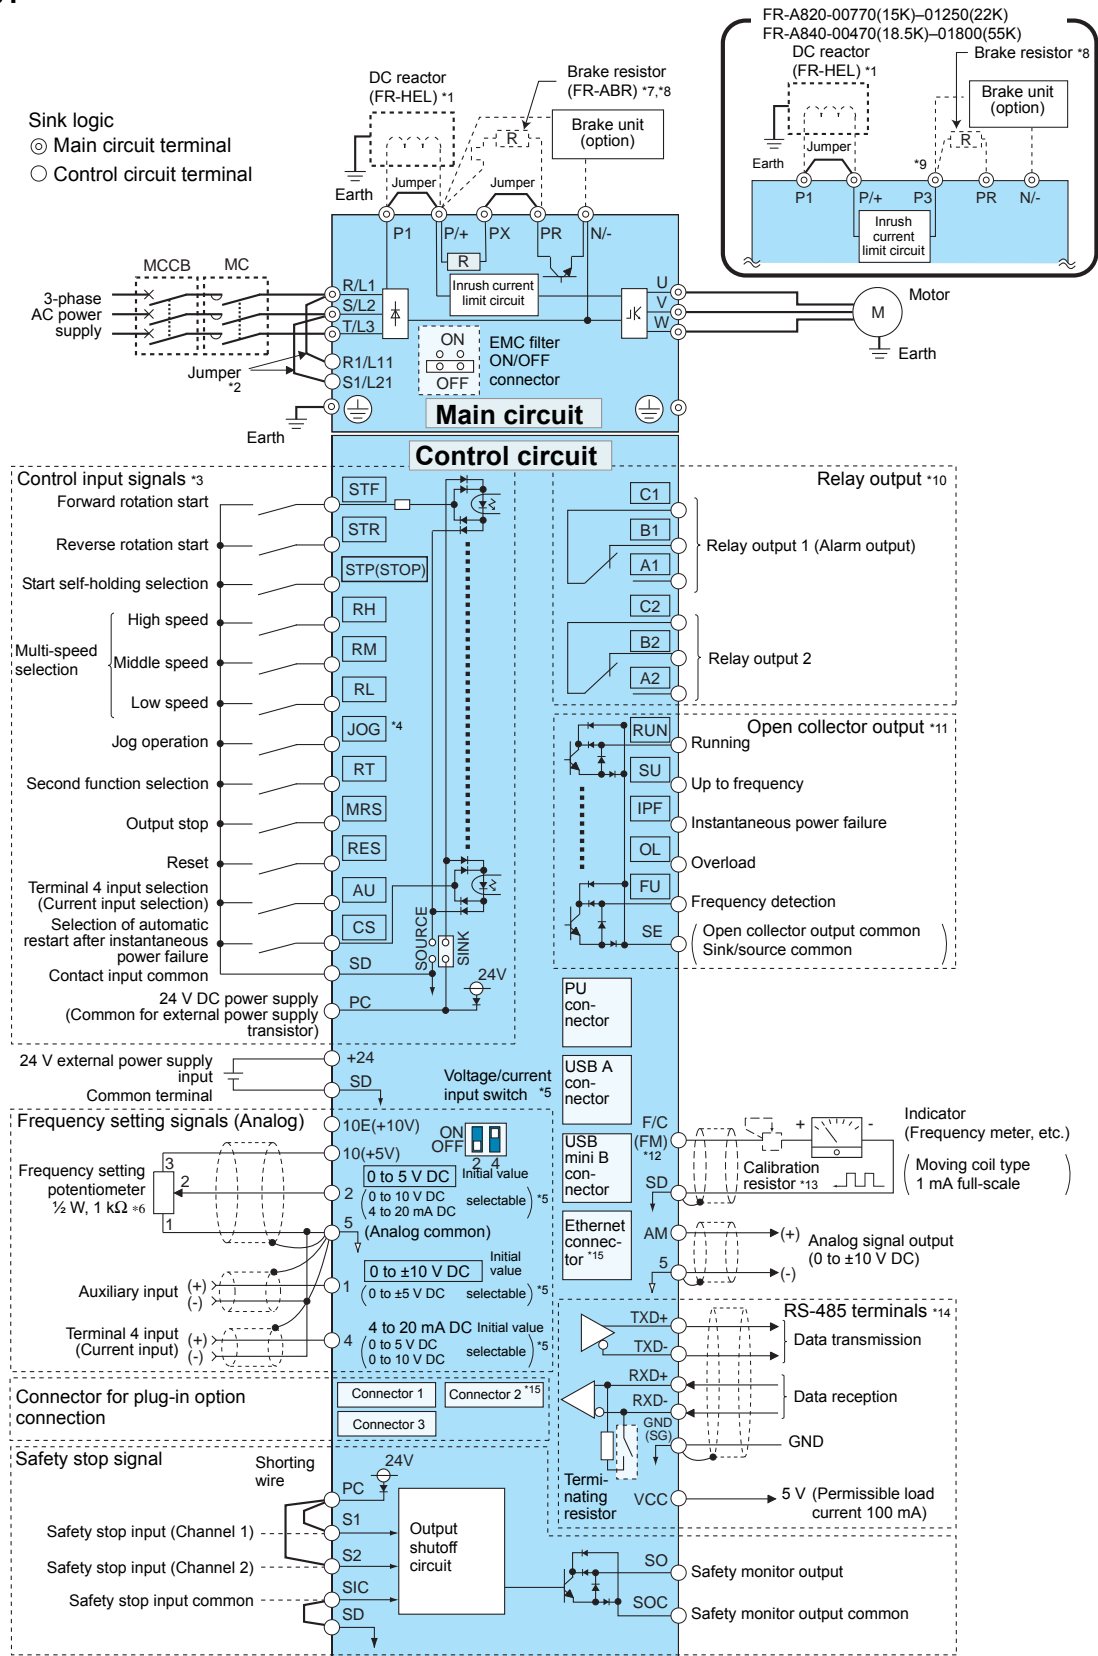 FR-A820-00770(15K)–01250(22K)
FR-A840-00470(18.5K)–01800(55K)
DC reactor
(FR-HEL) *1
Brake resistor *8
Brake unit
(option)
R
Jumper
Earth
*9
P1
P/+
P3
PR
N/-
Inrush
current
limit circuit
Sink logic
Main circuit terminal
Control circuit terminal
DC reactor
(FR-HEL) *1
Brake resistor
(FR-ABR) *7,*8
Brake unit
(option)
R
Earth
Jumper
Jumper
P1
P/+
PX
PR
N/-
R
Inrush current
limit circuit
MCCB
MC
3-phase
AC power
supply
R/L1
S/L2
T/L3
R1/L11
S1/L21
Jumper
*2
Earth
ON
OFF
EMC filter
ON/OFF
connector
U
V
W
Motor
M
Earth
Main circuit
Control circuit
Control input signals *3
Forward rotation start
Reverse rotation start
Start self-holding selection
Multi-speed
selection
High speed
Middle speed
Low speed
Jog operation
Second function selection
Output stop
Reset
Terminal 4 input selection
(Current input selection)
Selection of automatic
restart after instantaneous
power failure
Contact input common
24 V DC power supply
(Common for external power supply
transistor)
STF
STR
STP(STOP)
RH
RM
RL
JOG *4
RT
MRS
RES
AU
CS
SD
PC
SOURCE
SINK
24V
Relay output *10
C1
B1
A1
Relay output 1 (Alarm output)
C2
B2
A2
Relay output 2
Open collector output *11
RUN
Running
SU
Up to frequency
IPF
Instantaneous power failure
OL
Overload
FU
Frequency detection
SE
Open collector output common
Sink/source common
24 V external power supply
input
Common terminal
+24
SD
Voltage/current
input switch *5
ON
OFF
2 4
PU
con-
nector
USB A
con-
nector
USB
mini B
con-
nector
Ethernet
connec-
tor *15
Frequency setting signals (Analog)
Frequency setting
potentiometer
½ W, 1 kΩ *6
3
2
1
10E(+10V)
10(+5V)
2
0 to 5 V DC
Initial value
0 to 10 V DC
4 to 20 mA DC
selectable
*5
5
(Analog common)
Auxiliary input
(+)
(-)
1
0 to ±10 V DC
Initial
value
0 to ±5 V DC
selectable
*5
Terminal 4 input
(Current input)
(+)
(-)
4
4 to 20 mA DC
Initial value
0 to 5 V DC
0 to 10 V DC
selectable
*5
F/C
(FM)
*12
SD
+
-
Calibration
resistor *13
Indicator
(Frequency meter, etc.)
Moving coil type
1 mA full-scale
AM
5
(+)
(-)
Analog signal output
(0 to ±10 V DC)
RS-485 terminals *14
TXD+
TXD-
Data transmission
RXD+
RXD-
Data reception
GND
(SG)
GND
Termi-
nating
resistor
VCC
5 V (Permissible load
current 100 mA)
Connector for plug-in option
connection
Connector 1
Connector 2 *15
Connector 3
Safety stop signal
Shorting
wire
Safety stop input (Channel 1)
Safety stop input (Channel 2)
Safety stop input common
PC
24V
S1
S2
SIC
SD
Output
shutoff
circuit
SO
Safety monitor output
SOC
Safety monitor output common